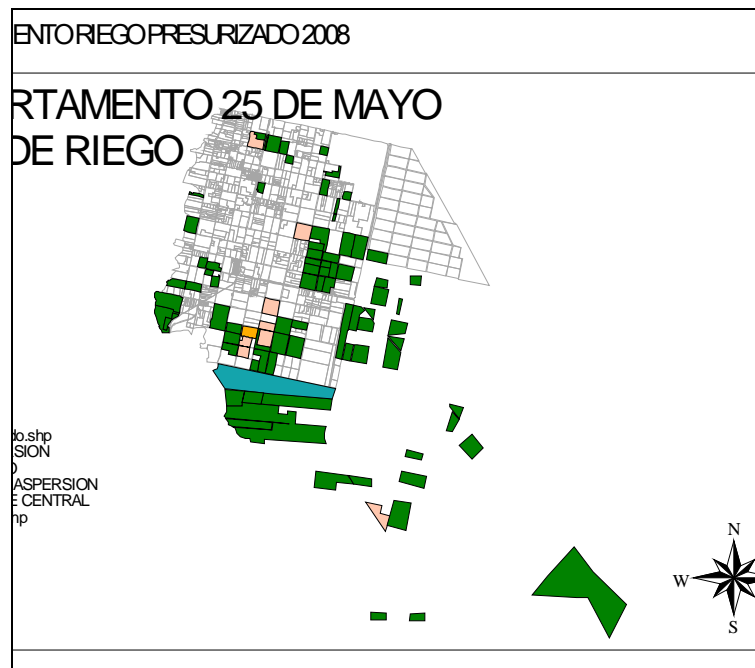 ENTO RIEGO PRESURIZADO 2008
RTAMENTO 25 DE MAYO
DE RIEGO
do.shp
SION
O
ASPERSION
E CENTRAL
hp
N
W
S